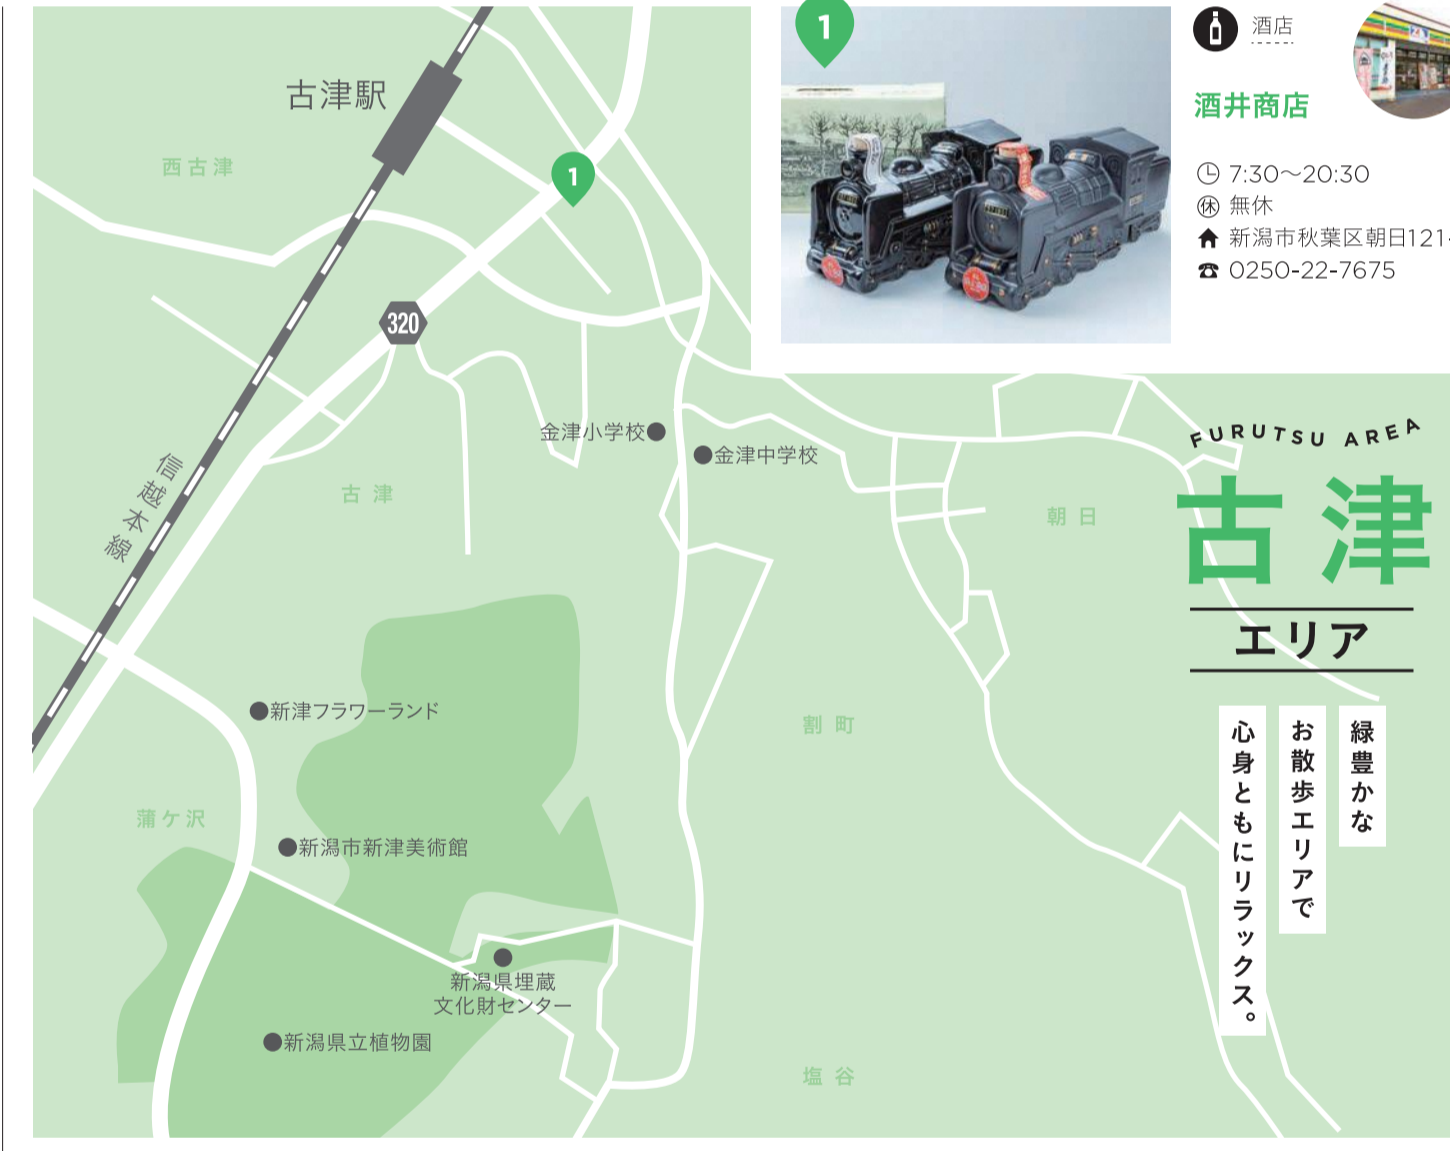 1
酒店
酒井商店
7:30〜20:30
休 無休
新潟市秋葉区朝日121-
0250-22-7675
古津駅
西古津
1
320
金津小学校
金津中学校
信越本線
古津
朝日
FURUTSU AREA
古津
エリア
緑豊かな
お散歩エリアで
心身ともにリラックス。
新津フラワーランド
割町
蒲ケ沢
新潟市新津美術館
新潟県埋蔵
文化財センター
新潟県立植物園
塩谷